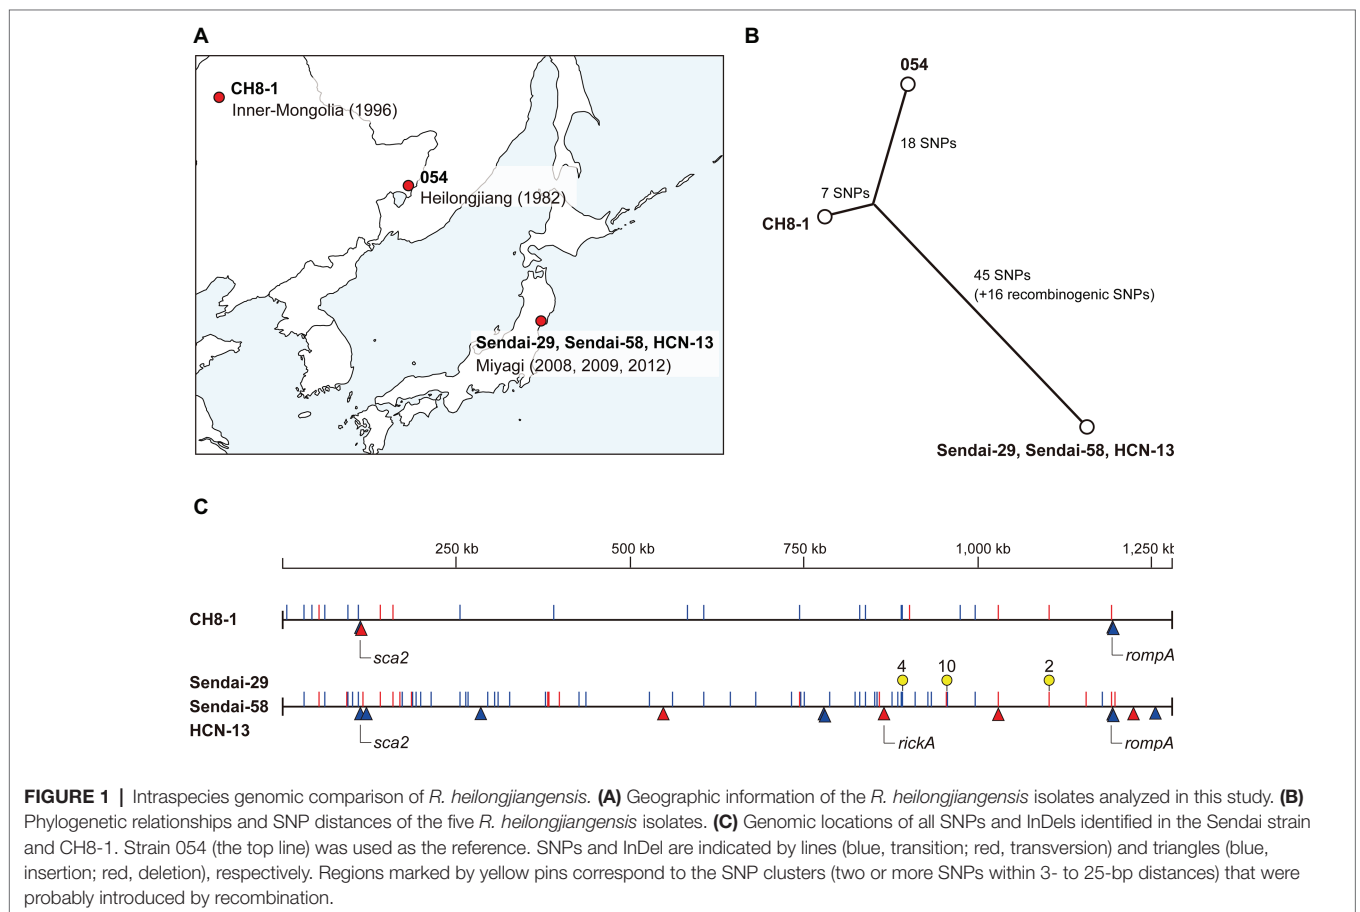 A
CH8-1
Inner-Mongolia (1996)
054
Heilongjiang (1982)
Sendai-29, Sendai-58, HCN-13
Miyagi (2008, 2009, 2012)
B
054
18 SNPs
7 SNPs
CH8-1
45 SNPs
(+16 recombinogenic SNPs)
Sendai-29, Sendai-58, HCN-13
C
250 kb 500 kb 750 kb 1,000 kb 1,250 kb
CH8-1
sca2 rompA
4 10 2
Sendai-29
Sendai-58
HCN-13
sca2 rickA rompA
FIGURE 1 | Intraspecies genomic comparison of R. heilongjiangensis. (A) Geographic information of the R. heilongjiangensis isolates analyzed in this study. (B)
Phylogenetic relationships and SNP distances of the five R. heilongjiangensis isolates. (C) Genomic locations of all SNPs and InDels identified in the Sendai strain
and CH8-1. Strain 054 (the top line) was used as the reference. SNPs and InDel are indicated by lines (blue, transition; red, transversion) and triangles (blue,
insertion; red, deletion), respectively. Regions marked by yellow pins correspond to the SNP clusters (two or more SNPs within 3- to 25-bp distances) that were
probably introduced by recombination.